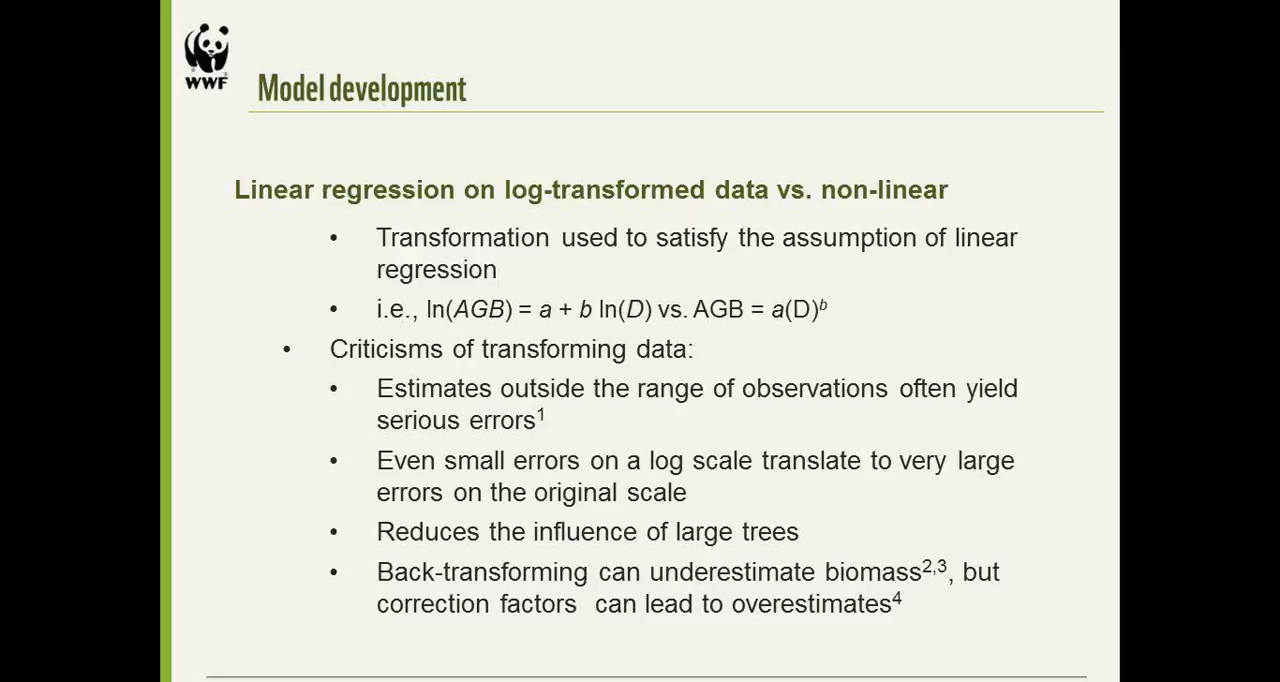 WWF
Model development
Linear regression on log-transformed data vs. non-linear
• Transformation used to satisfy the assumption of linear
regression
• i.e., ln(AGB) = a + b ln(D) vs. AGB = a(D)ᵇ
• Criticisms of transforming data:
• Estimates outside the range of observations often yield
serious errors¹
• Even small errors on a log scale translate to very large
errors on the original scale
• Reduces the influence of large trees
• Back-transforming can underestimate biomass²,³, but
correction factors can lead to overestimates⁴